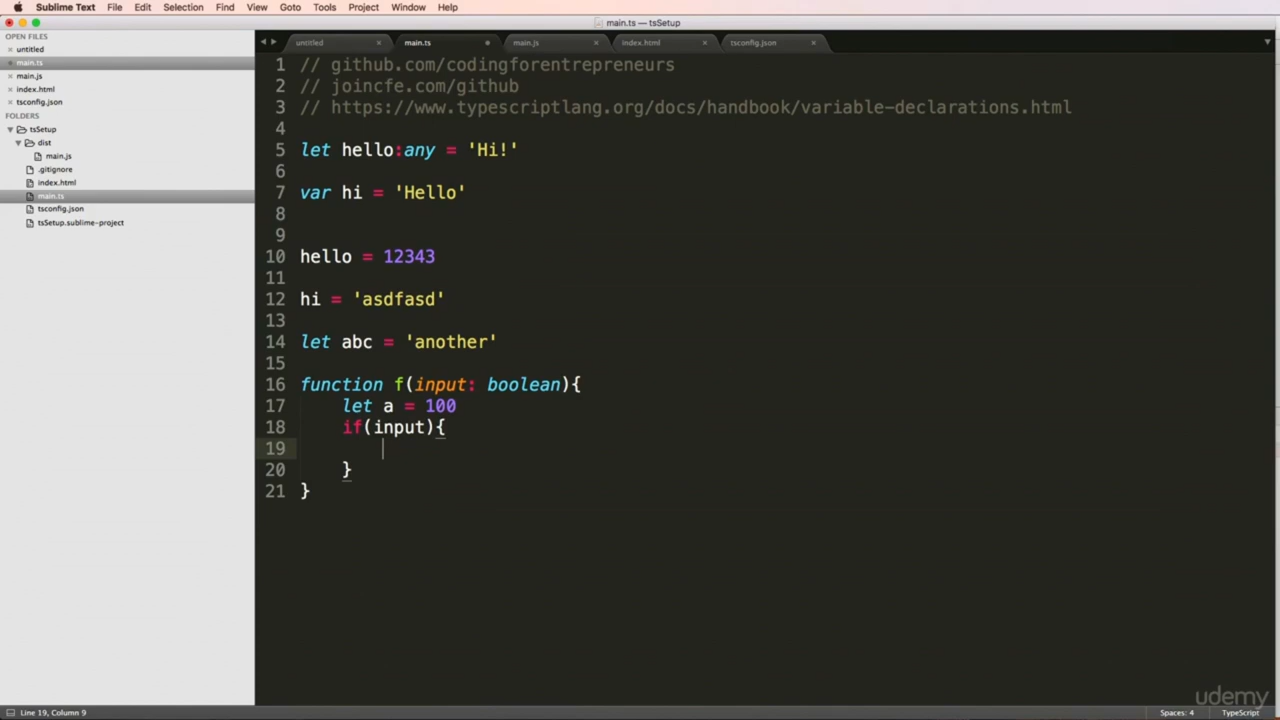 Sublime Text File Edit Selection Find View Goto Tools Project Window Help
main.ts — tsSetup
OPEN FILES
untitled
main.ts
main.js
index.html
tsconfig.json
FOLDERS
tsSetup
dist
main.js
.gitignore
index.html
main.ts
tsconfig.json
tsSetup.sublime-project
untitled main.ts main.js index.html tsconfig.json
1 // github.com/codingforentrepreneurs
2 // joincfe.com/github
3 // https://www.typescriptlang.org/docs/handbook/variable-declarations.html
4
5 let hello:any = 'Hi!'
6
7 var hi = 'Hello'
8
9
10 hello = 12343
11
12 hi = 'asdfasd'
13
14 let abc = 'another'
15
16 function f(input: boolean){
17 let a = 100
18 if(input){
19
20 }
21 }
udemy
Line 19, Column 9 Spaces: 4 TypeScript